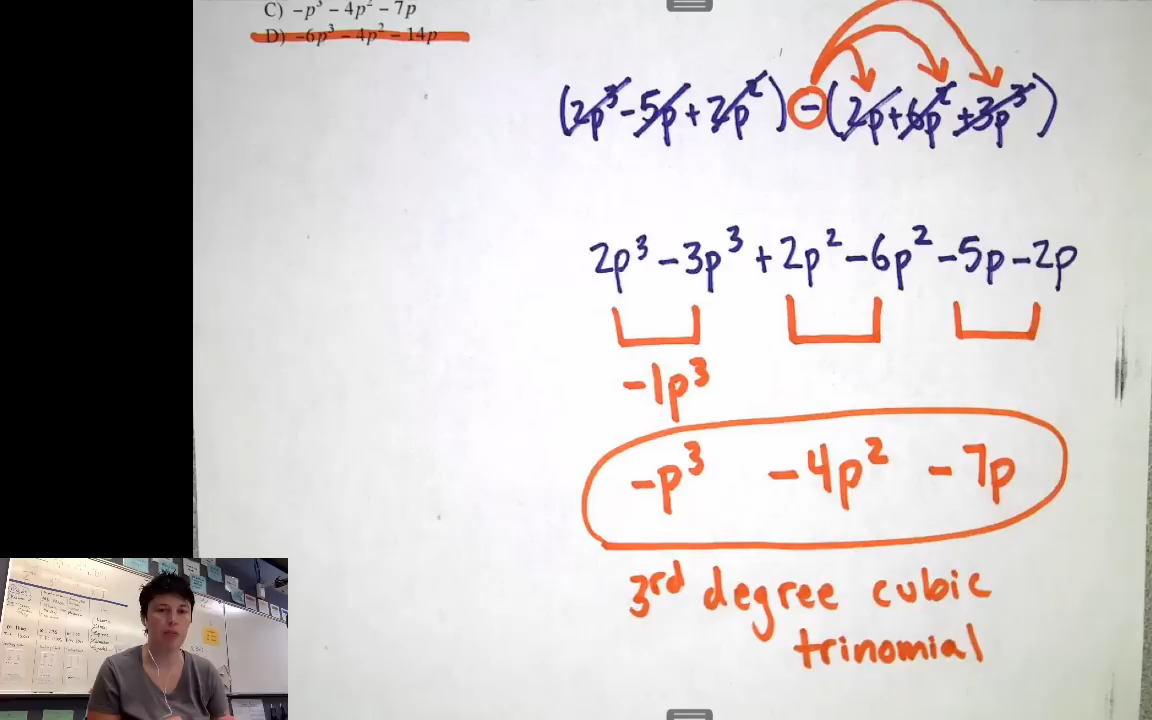 C) −p³ − 4p² − 7p
D) −6p³ − 4p² − 14p
(2p³ - 5p + 2p²) - (2p + 6p² + 3p³)
2p³ - 3p³ + 2p² - 6p² - 5p - 2p
-1p³
-p³ - 4p² - 7p
3rd degree cubic
trinomial